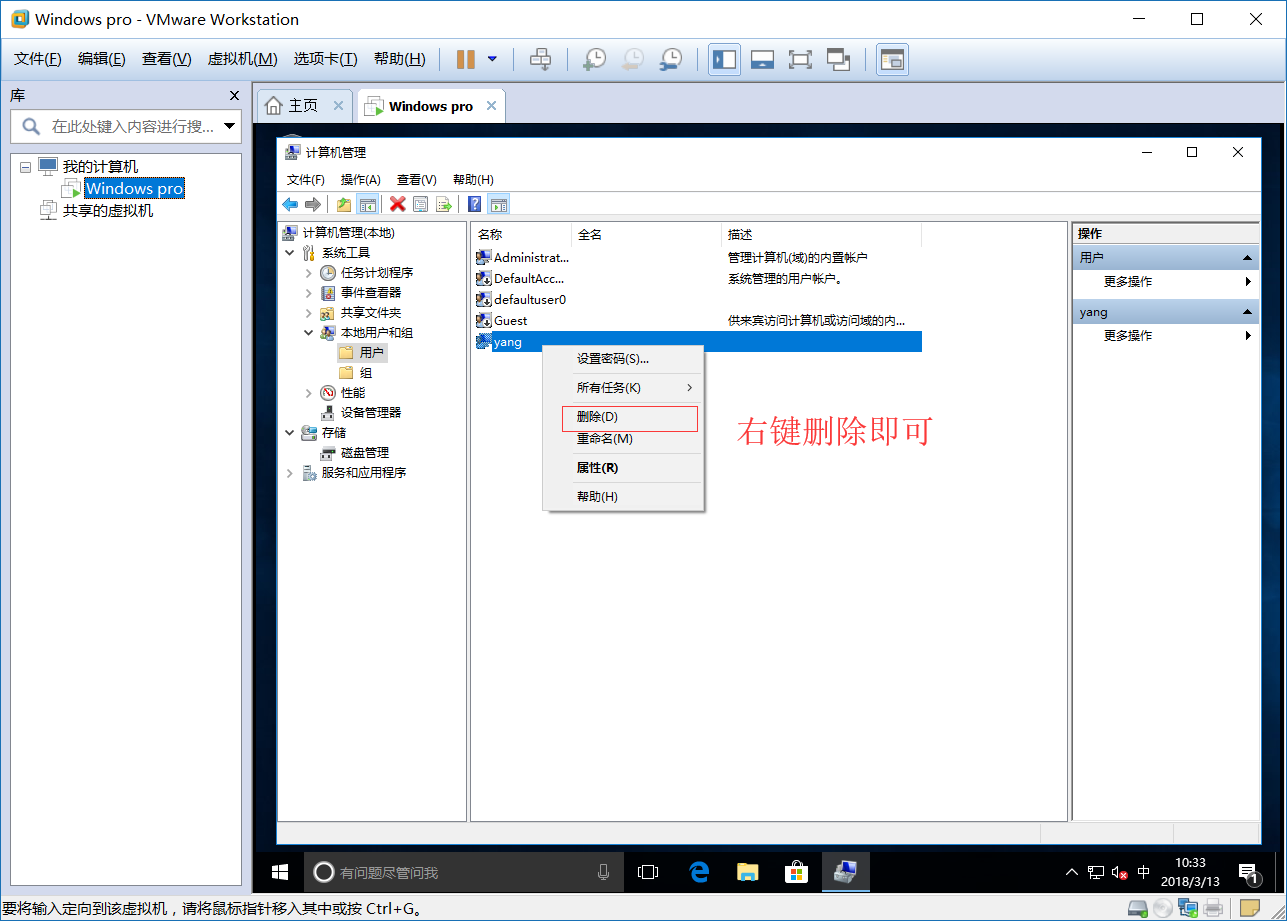 Windows pro - VMware Workstation
文件(F) 编辑(E) 查看(V) 虚拟机(M) 选项卡(T) 帮助(H)
库
在此处键入内容进行搜...
我的计算机
Windows pro
共享的虚拟机
主页
Windows pro
计算机管理
文件(F) 操作(A) 查看(V) 帮助(H)
计算机管理(本地)
系统工具
任务计划程序
事件查看器
共享文件夹
本地用户和组
用户
组
性能
设备管理器
存储
磁盘管理
服务和应用程序
名称 全名 描述
Administrat... 管理计算机(域)的内置帐户
DefaultAcc... 系统管理的用户帐户。
defaultuser0
Guest 供来宾访问计算机或访问域的内...
yang
设置密码(S)...
所有任务(K)
删除(D)
重命名(M)
属性(R)
帮助(H)
右键删除即可
操作
用户
更多操作
yang
更多操作
有问题尽管问我
中
10:33
2018/3/13
1
要将输入定向到该虚拟机，请将鼠标指针移入其中或按 Ctrl+G。